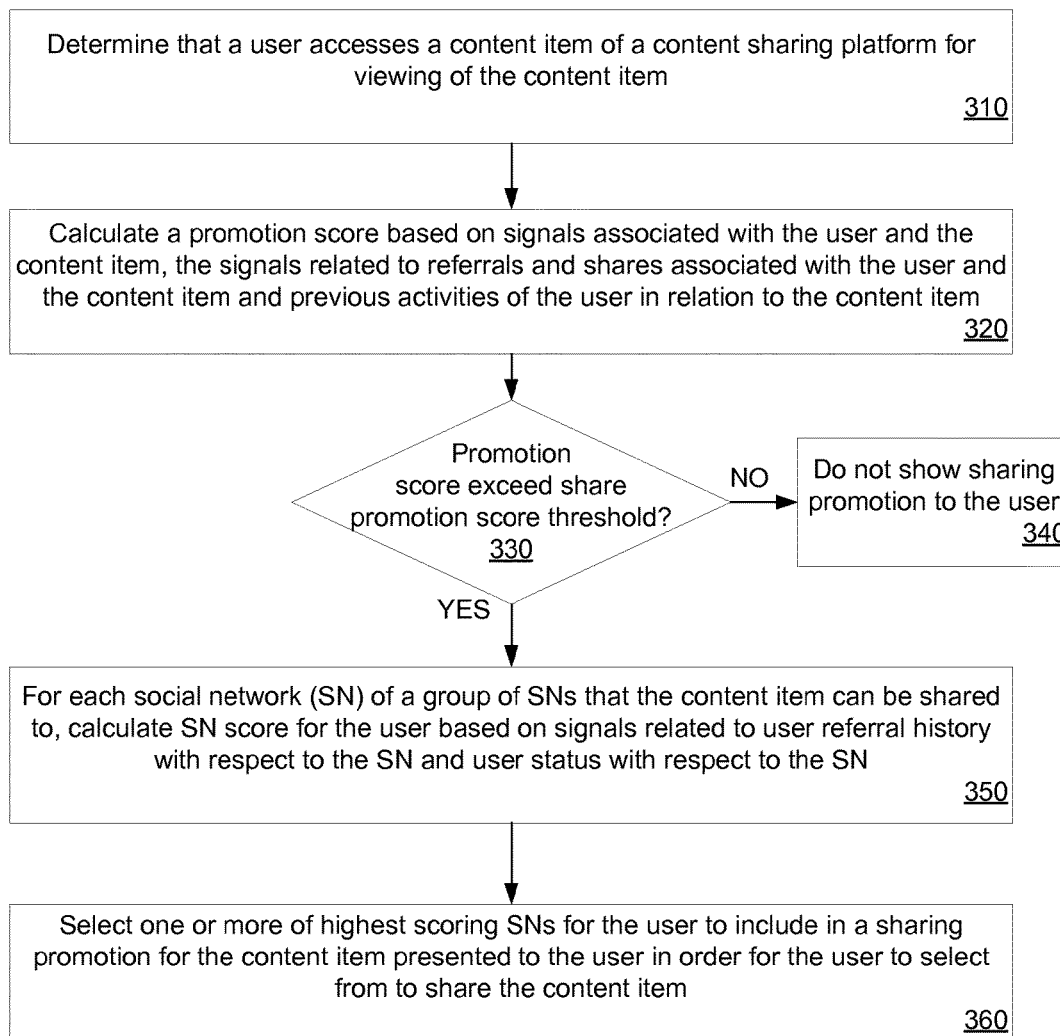 Determine that a user accesses a content item of a content sharing platform for
viewing of the content item
310
Calculate a promotion score based on signals associated with the user and the
content item, the signals related to referrals and shares associated with the user and
the content item and previous activities of the user in relation to the content item
320
Promotion
score exceed share
promotion score threshold?
330
NO
Do not show sharing
promotion to the user
340
YES
For each social network (SN) of a group of SNs that the content item can be shared
to, calculate SN score for the user based on signals related to user referral history
with respect to the SN and user status with respect to the SN
350
Select one or more of highest scoring SNs for the user to include in a sharing
promotion for the content item presented to the user in order for the user to select
from to share the content item
360